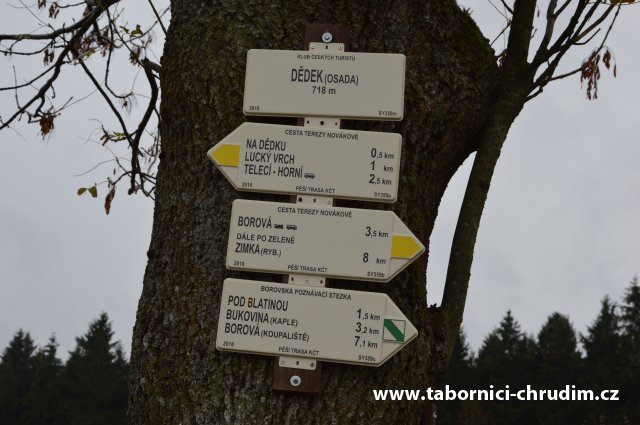 KLUB ČESKÝCH TURISTŮ
DĚDEK (OSADA)
718 m
2018 SY359m
CESTA TEREZY NOVÁKOVÉ
NA DĚDKU 0,5 km
LUCKÝ VRCH 1 km
TELECÍ - HORNÍ 2,5 km
2018 PĚŠÍ TRASA KČT SY359a
CESTA TEREZY NOVÁKOVÉ
BOROVÁ 3,5 km
DÁLE PO ZELENÉ
ZIMKA (RYB.) 8 km
2018 PĚŠÍ TRASA KČT SY359b
BOROVSKÁ POZNÁVACÍ STEZKA
POD BLATINOU 1,5 km
BUKOVINA (KAPLE) 3,2 km
BOROVÁ (KOUPALIŠTĚ) 7,1 km
2018 PĚŠÍ TRASA KČT SY359c
www.tabornici-chrudim.cz